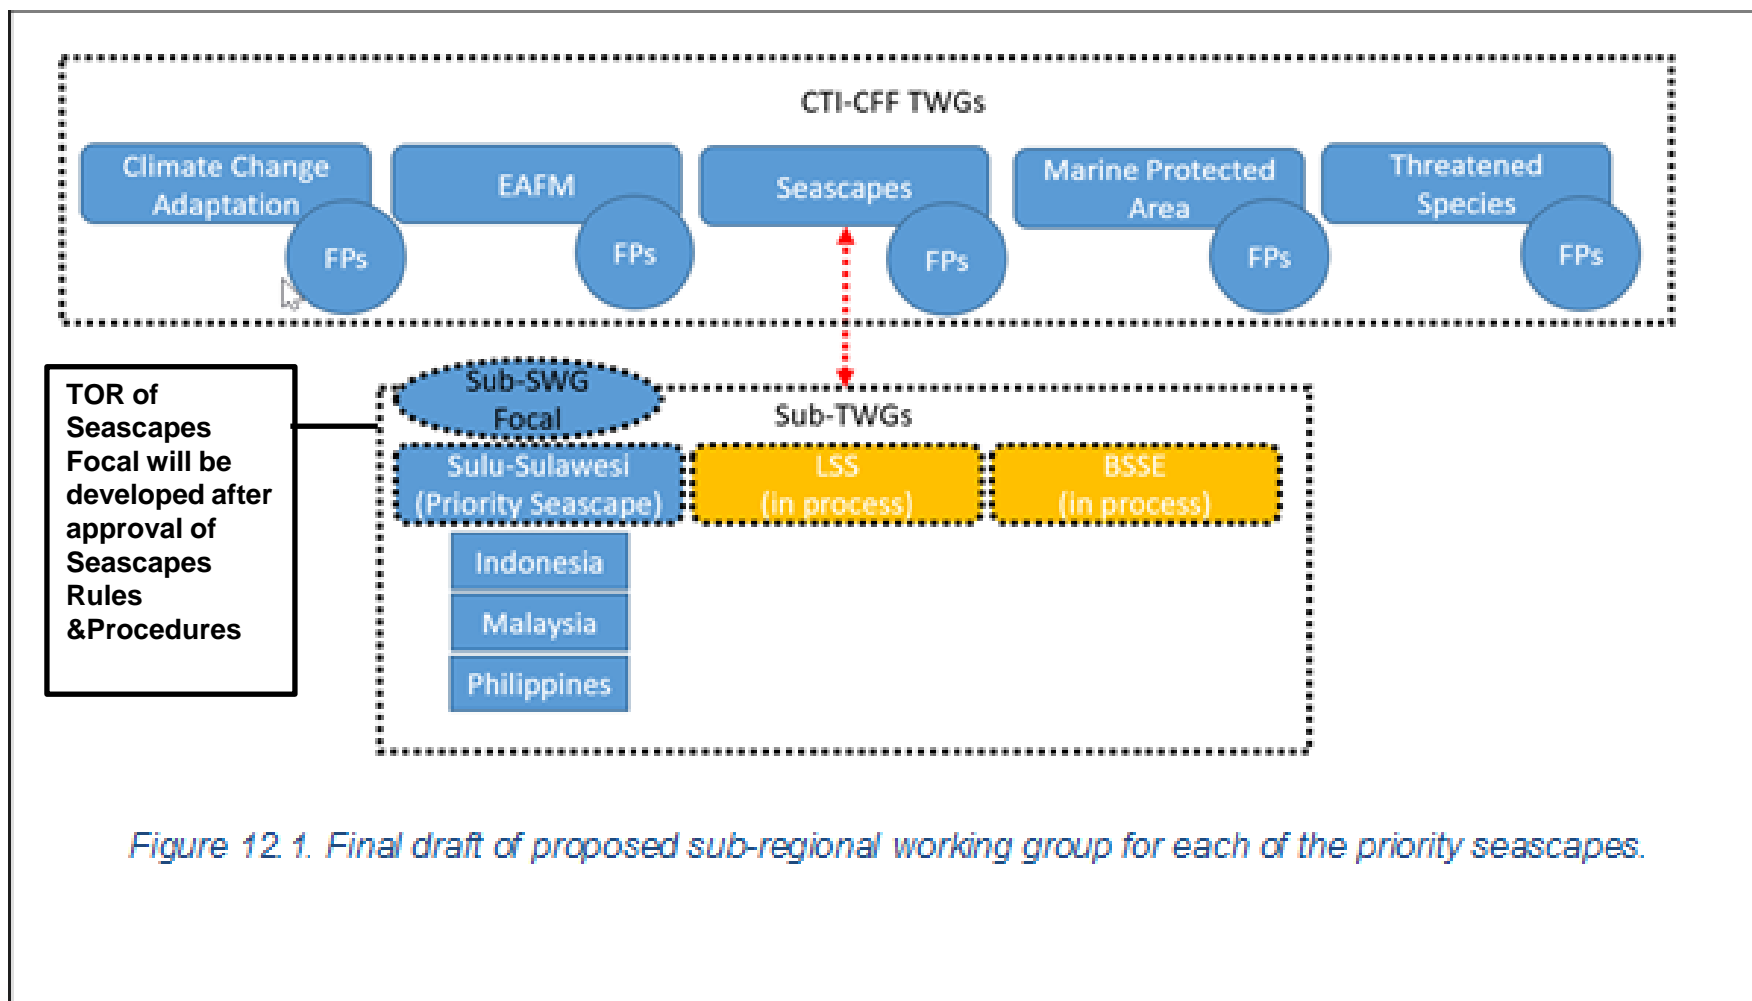 CTI-CFF TWGs
Climate Change
Adaptation
FPs
EAFM
FPs
Seascapes
FPs
Marine Protected
Area
FPs
Threatened
Species
FPs
TOR of
Seascapes
Focal will be
developed after
approval of
Seascapes
Rules
&Procedures
Sub-SWG
Focal
Sub-TWGs
Sulu-Sulawesi
(Priority Seascape)
LSS
(in process)
BSSE
(in process)
Indonesia
Malaysia
Philippines
Figure 12.1. Final draft of proposed sub-regional working group for each of the priority seascapes.